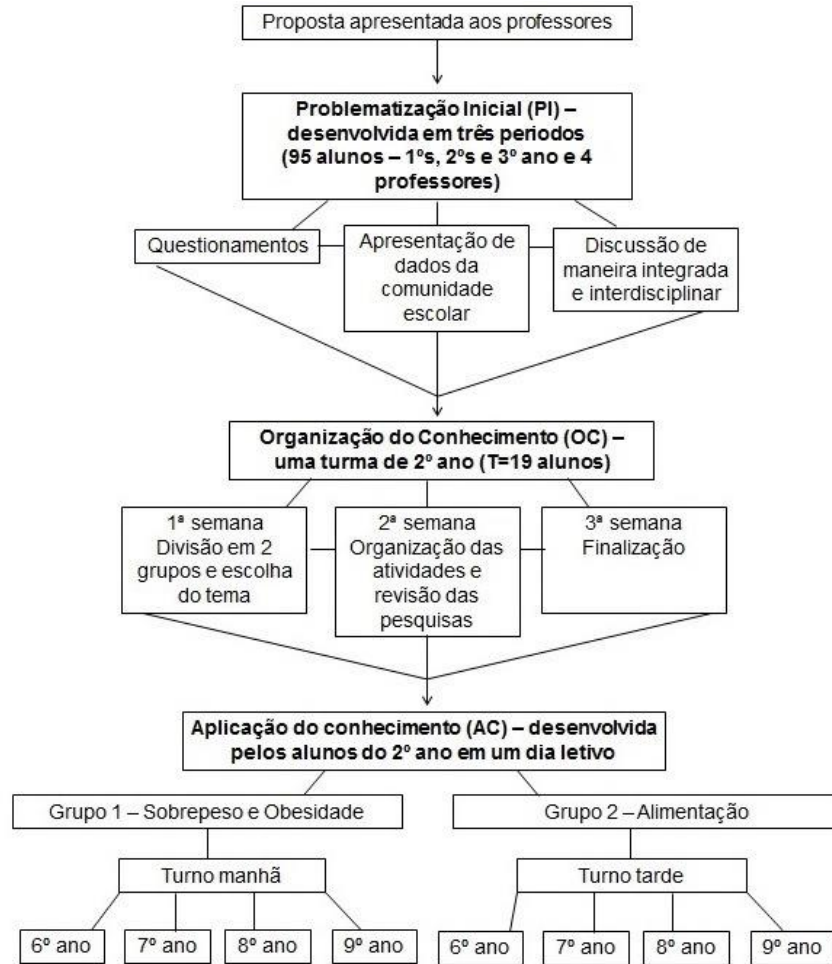 Proposta apresentada aos professores
Problematização Inicial (PI) –
desenvolvida em três periodos
(95 alunos – 1ºs, 2ºs e 3º ano e 4
professores)
Questionamentos
Apresentação de
dados da
comunidade
escolar
Discussão de
maneira integrada
e interdisciplinar
Organização do Conhecimento (OC) –
uma turma de 2º ano (T=19 alunos)
1ª semana
Divisão em 2
grupos e escolha
do tema
2ª semana
Organização das
atividades e
revisão das
pesquisas
3ª semana
Finalização
Aplicação do conhecimento (AC) – desenvolvida
pelos alunos do 2º ano em um dia letivo
Grupo 1 – Sobrepeso e Obesidade
Grupo 2 – Alimentação
Turno manhã
Turno tarde
6º ano
7º ano
8º ano
9º ano
6º ano
7º ano
8º ano
9º ano